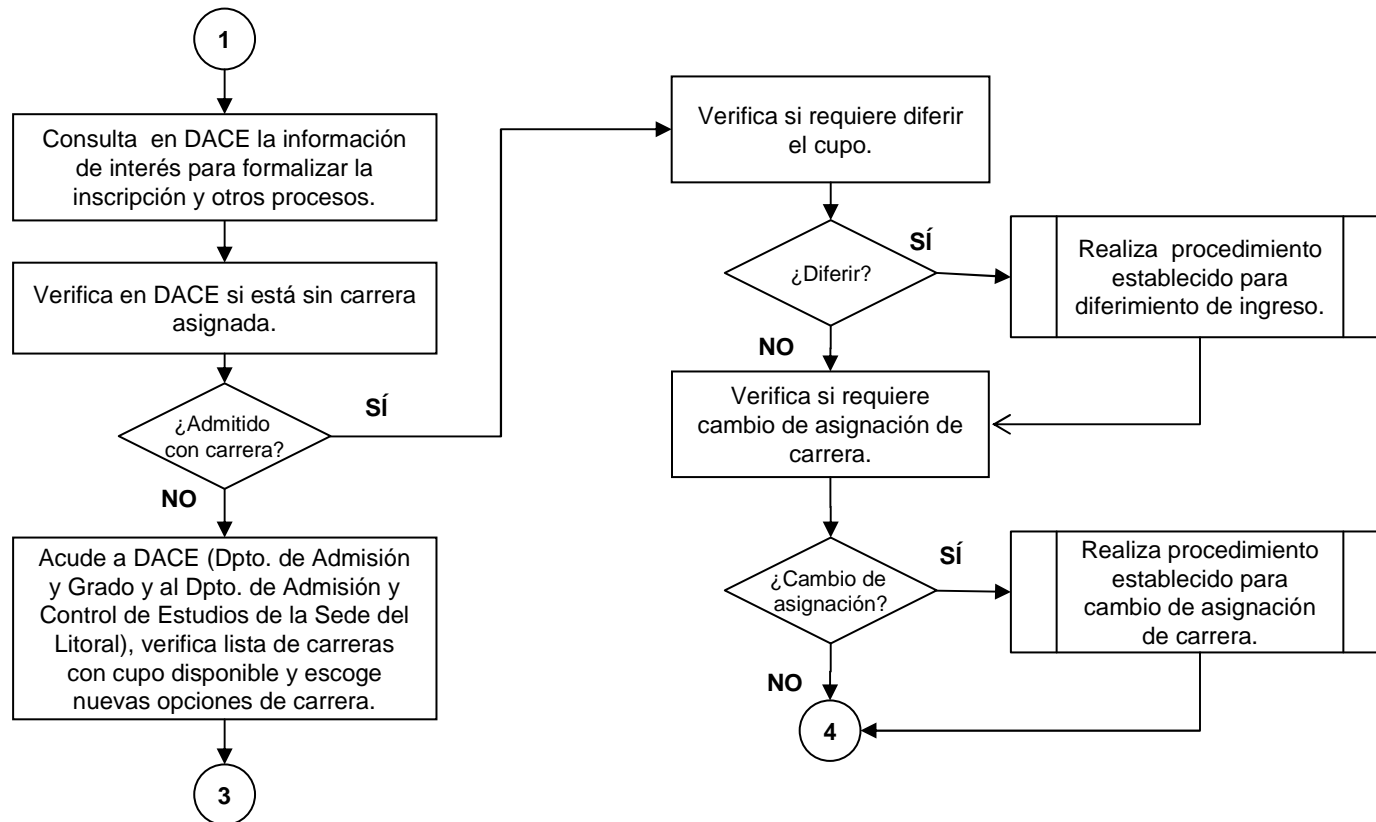 1
Consulta en DACE la información
de interés para formalizar la
inscripción y otros procesos.
Verifica en DACE si está sin carrera
asignada.
¿Admitido
con carrera?
SÍ
NO
Acude a DACE (Dpto. de Admisión
y Grado y al Dpto. de Admisión y
Control de Estudios de la Sede del
Litoral), verifica lista de carreras
con cupo disponible y escoge
nuevas opciones de carrera.
3
Verifica si requiere diferir
el cupo.
¿Diferir?
SÍ
Realiza procedimiento
establecido para
diferimiento de ingreso.
NO
Verifica si requiere
cambio de asignación de
carrera.
¿Cambio de
asignación?
SÍ
Realiza procedimiento
establecido para
cambio de asignación
de carrera.
NO
4